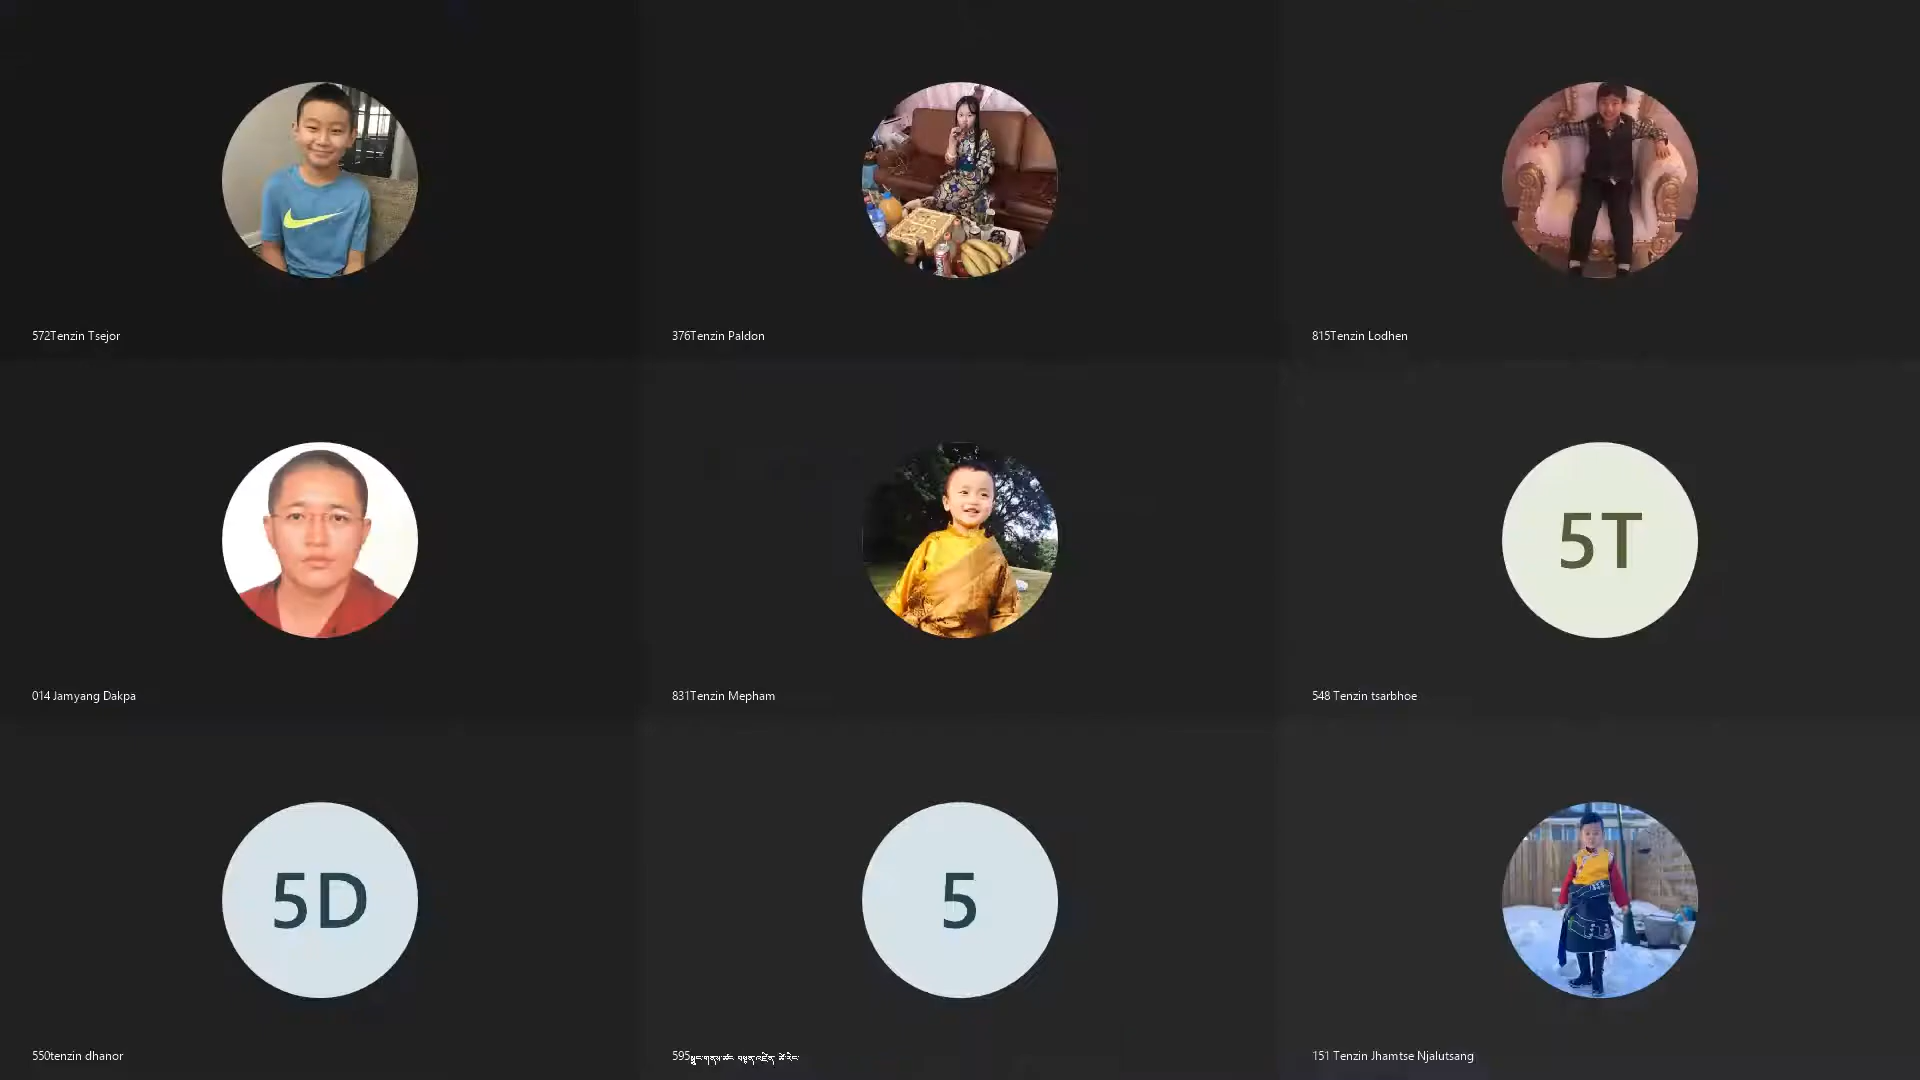 572Tenzin Tsejor
376Tenzin Paldon
815Tenzin Lodhen
014 Jamyang Dakpa
831Tenzin Mepham
5T
548 Tenzin tsarbhoe
5D
550tenzin dhanor
5
595
151 Tenzin Jhamtse Njalutsang